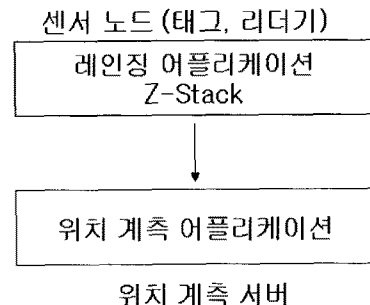 센서 노드 (태그, 리더기)
레인징 어플리케이션
Z-Stack
위치 계측 어플리케이션
위치 계측 서버